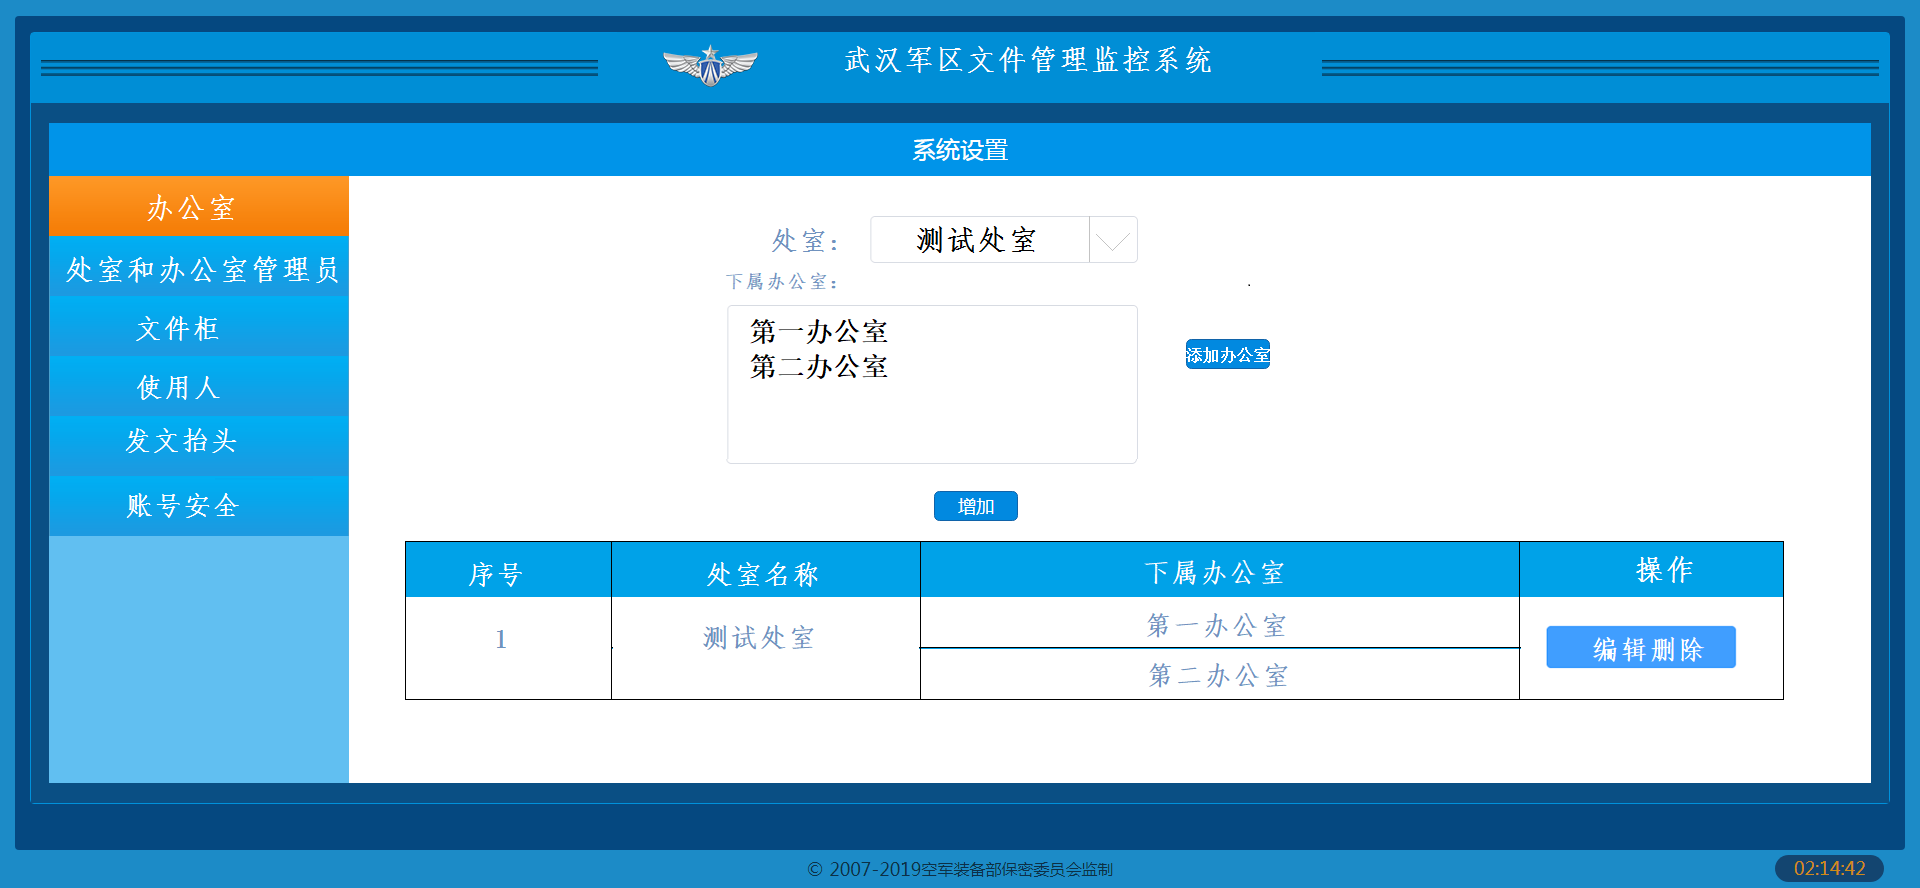 武汉军区文件管理监控系统
系统设置
办公室
处室和办公室管理员
文件柜
使用人
发文抬头
账号安全
处室： 测试处室
下属办公室：
第一办公室
第二办公室
添加办公室
增加
序号 处室名称 下属办公室 操作
1 测试处室 第一办公室 编辑删除
第二办公室
© 2007-2019空军装备部保密委员会监制
02:14:42